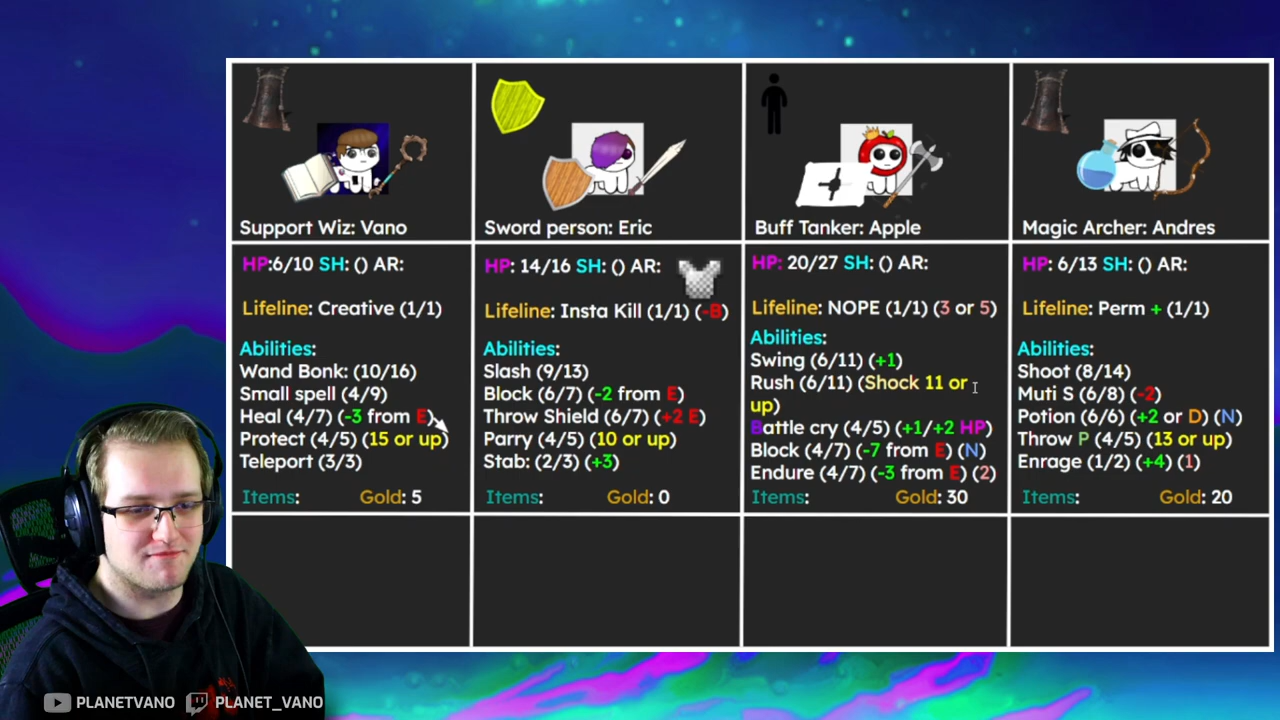 Support Wiz: Vano
HP:6/10 SH: () AR:
Lifeline: Creative (1/1)
Abilities:
Wand Bonk: (10/16)
Small spell (4/9)
Heal (4/7) (-3 from E)
Protect (4/5) (15 or up)
Teleport (3/3)
Items: Gold: 5
Sword person: Eric
HP: 14/16 SH: () AR:
Lifeline: Insta Kill (1/1) (-B)
Abilities:
Slash (9/13)
Block (6/7) (-2 from E)
Throw Shield (6/7) (+2 E)
Parry (4/5) (10 or up)
Stab: (2/3) (+3)
Items: Gold: 0
Buff Tanker: Apple
HP: 20/27 SH: () AR:
Lifeline: NOPE (1/1) (3 or 5)
Abilities:
Swing (6/11) (+1)
Rush (6/11) (Shock 11 or
up)
Battle cry (4/5) (+1/+2 HP)
Block (4/7) (-7 from E) (N)
Endure (4/7) (-3 from E) (2)
Items: Gold: 30
Magic Archer: Andres
HP: 6/13 SH: () AR:
Lifeline: Perm + (1/1)
Abilities:
Shoot (8/14)
Muti S (6/8) (-2)
Potion (6/6) (+2 or D) (N)
Throw P (4/5) (13 or up)
Enrage (1/2) (+4) (1)
Items: Gold: 20
PLANETVANO PLANET_VANO